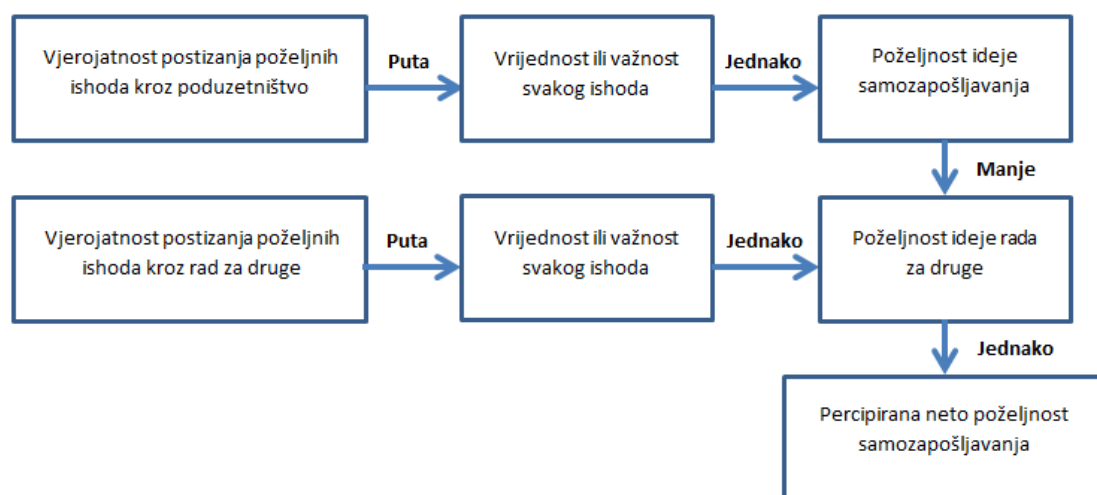 Vjerojatnost postizanja poželjnih
ishoda kroz poduzetništvo
Puta
Vrijednost ili važnost
svakog ishoda
Jednako
Poželjnost ideje
samozapošljavanja
Manje
Vjerojatnost postizanja poželjnih
ishoda kroz rad za druge
Puta
Vrijednost ili važnost
svakog ishoda
Jednako
Poželjnost ideje rada
za druge
Jednako
Percipirana neto poželjnost
samozapošljavanja